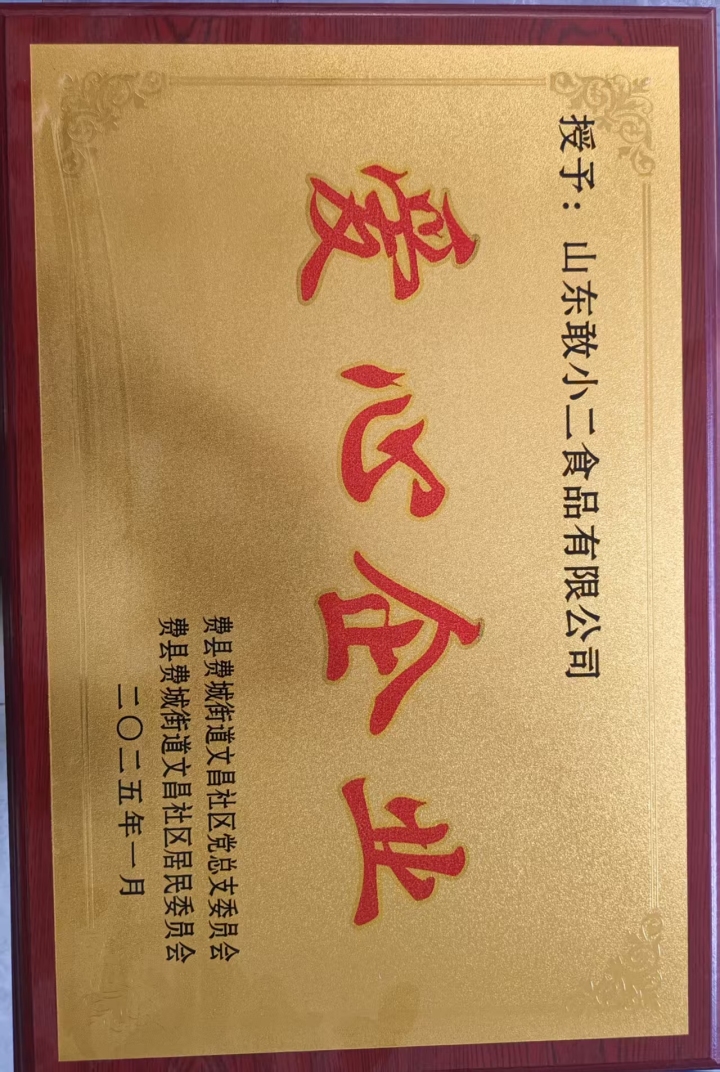 授予：山东敢小二食品有限公司
爱心企业
费县费城街道文昌社区党总支委员会
费县费城街道文昌社区居民委员会
二〇二五年一月